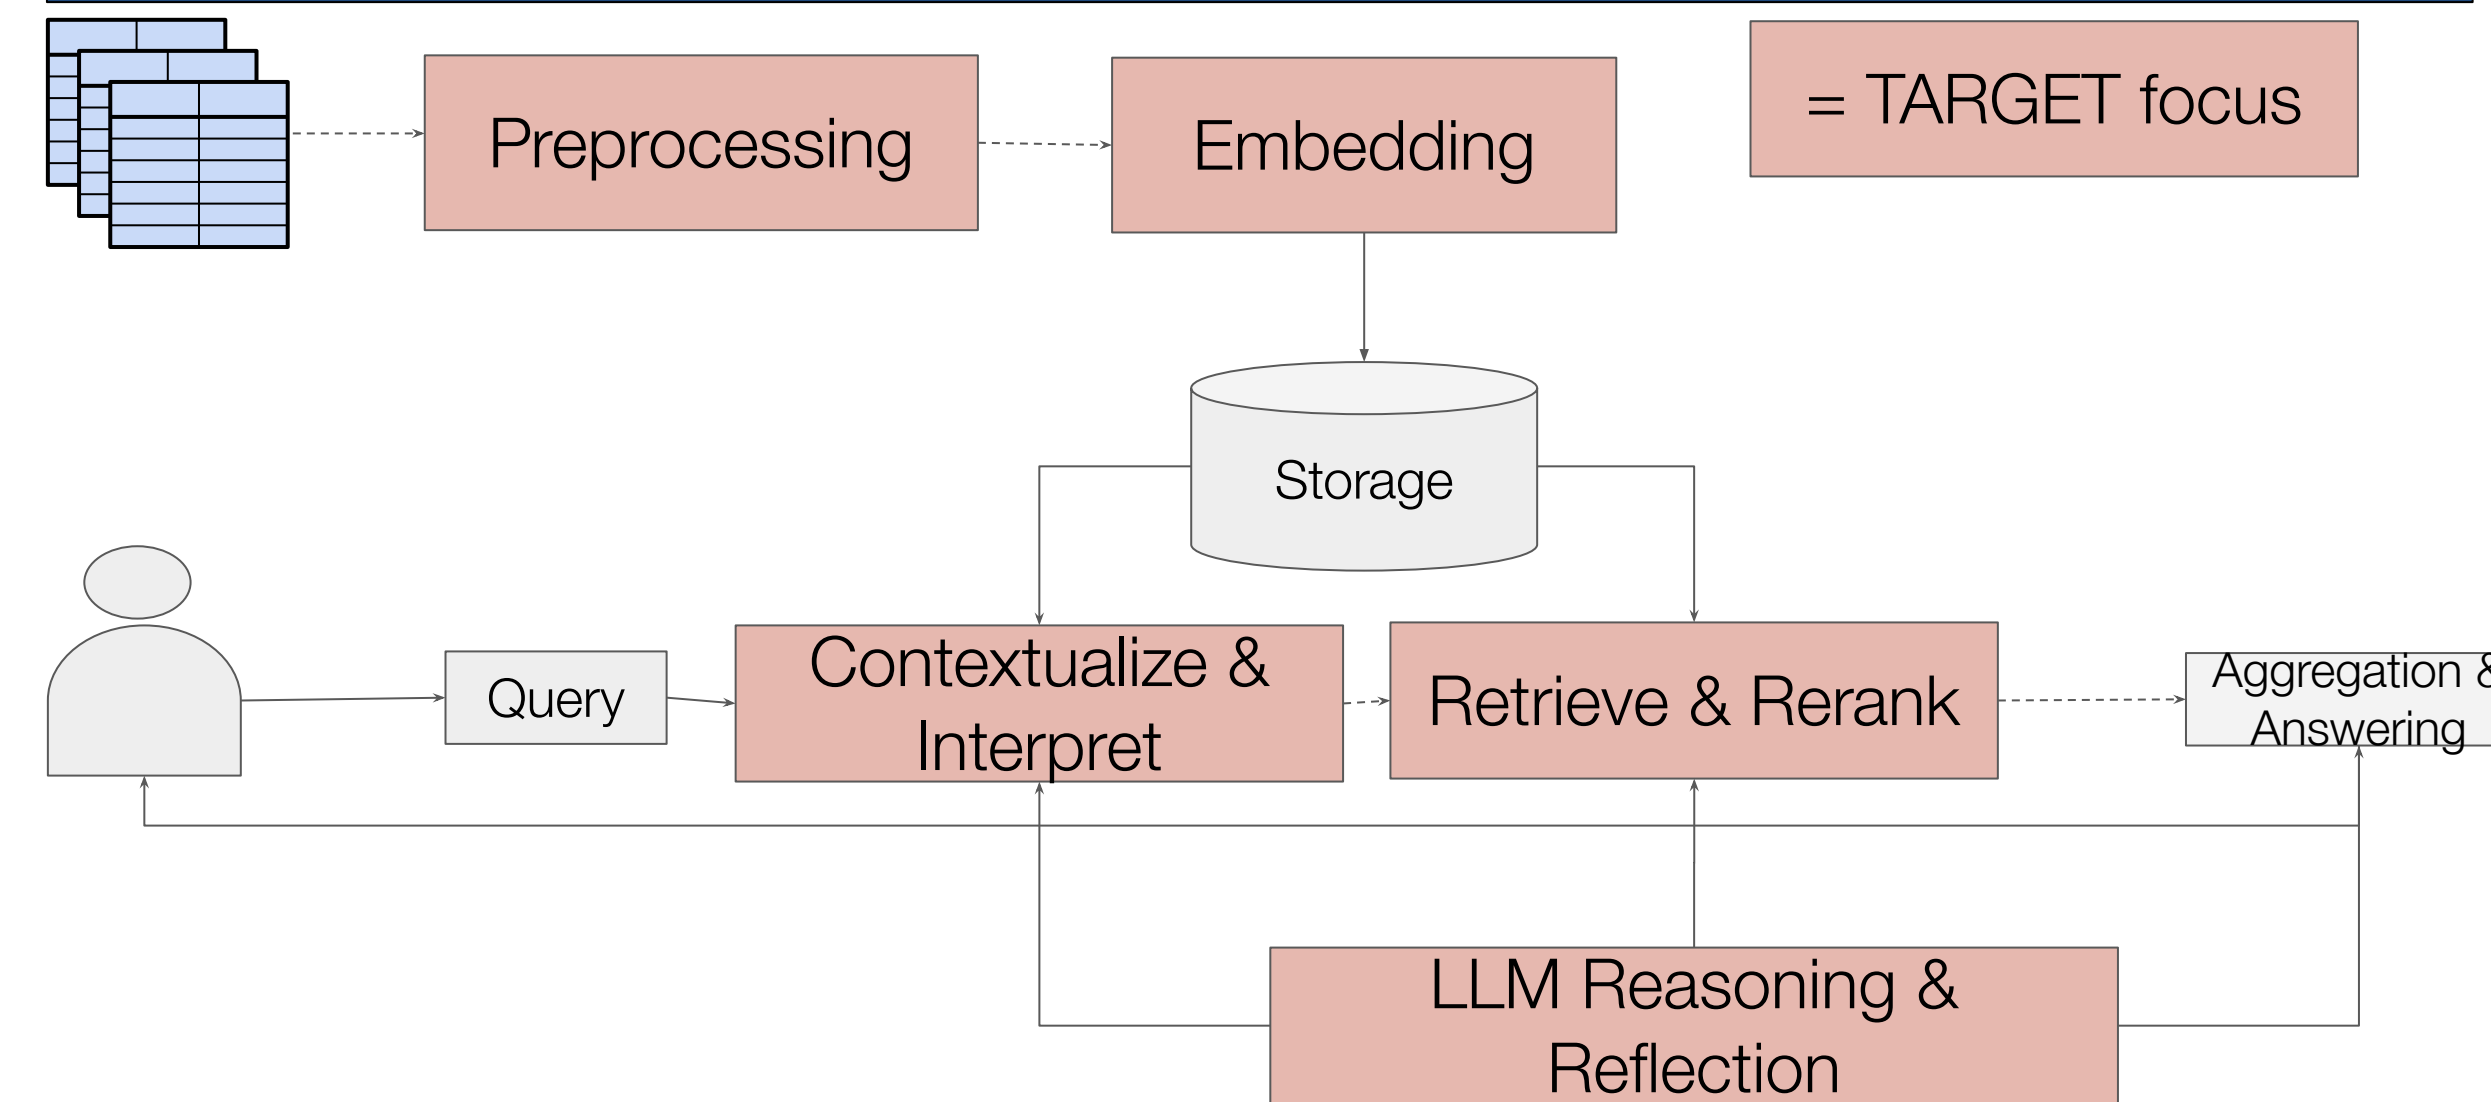 Preprocessing
Embedding
= TARGET focus
Storage
Query
Contextualize &
Interpret
Retrieve & Rerank
Aggregation &
Answering
LLM Reasoning &
Reflection